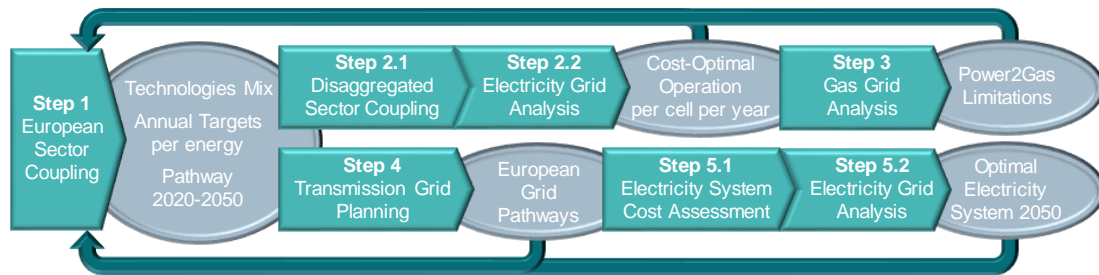 Step 1
European
Sector
Coupling
Technologies Mix
Annual Targets
per energy
Pathway
2020-2050
Step 2.1
Disaggregated
Sector Coupling
Step 2.2
Electricity Grid
Analysis
Cost-Optimal
Operation
per cell per year
Step 3
Gas Grid
Analysis
Power2Gas
Limitations
Step 4
Transmission Grid
Planning
European
Grid
Pathways
Step 5.1
Electricity System
Cost Assessment
Step 5.2
Electricity Grid
Analysis
Optimal
Electricity
System 2050